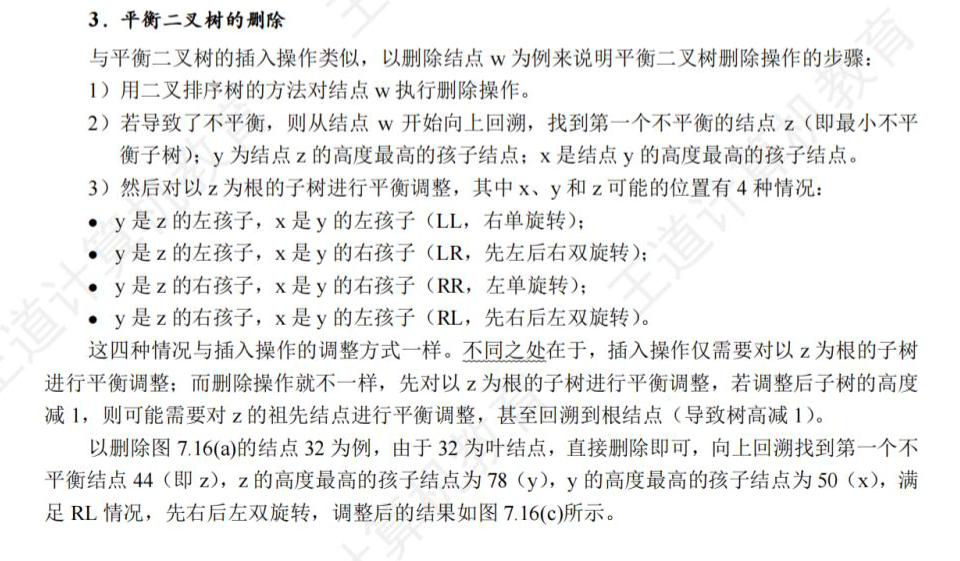 3．平衡二叉树的删除
与平衡二叉树的插入操作类似，以删除结点 w 为例来说明平衡二叉树删除操作的步骤：
1）用二叉排序树的方法对结点 w 执行删除操作。
2）若导致了不平衡，则从结点 w 开始向上回溯，找到第一个不平衡的结点 z（即最小不平
衡子树）；y 为结点 z 的高度最高的孩子结点；x 是结点 y 的高度最高的孩子结点。
3）然后对以 z 为根的子树进行平衡调整，其中 x、y 和 z 可能的位置有 4 种情况：
● y 是 z 的左孩子，x 是 y 的左孩子（LL，右单旋转）；
● y 是 z 的左孩子，x 是 y 的右孩子（LR，先左后右双旋转）；
● y 是 z 的右孩子，x 是 y 的右孩子（RR，左单旋转）；
● y 是 z 的右孩子，x 是 y 的左孩子（RL，先右后左双旋转）。
这四种情况与插入操作的调整方式一样。不同之处在于，插入操作仅需要对以 z 为根的子树
进行平衡调整；而删除操作就不一样，先对以 z 为根的子树进行平衡调整，若调整后子树的高度
减 1，则可能需要对 z 的祖先结点进行平衡调整，甚至回溯到根结点（导致树高减 1）。
以删除图 7.16(a)的结点 32 为例，由于 32 为叶结点，直接删除即可，向上回溯找到第一个不
平衡结点 44（即 z），z 的高度最高的孩子结点为 78（y），y 的高度最高的孩子结点为 50（x），满
足 RL 情况，先右后左双旋转，调整后的结果如图 7.16(c)所示。
王道计算机教育